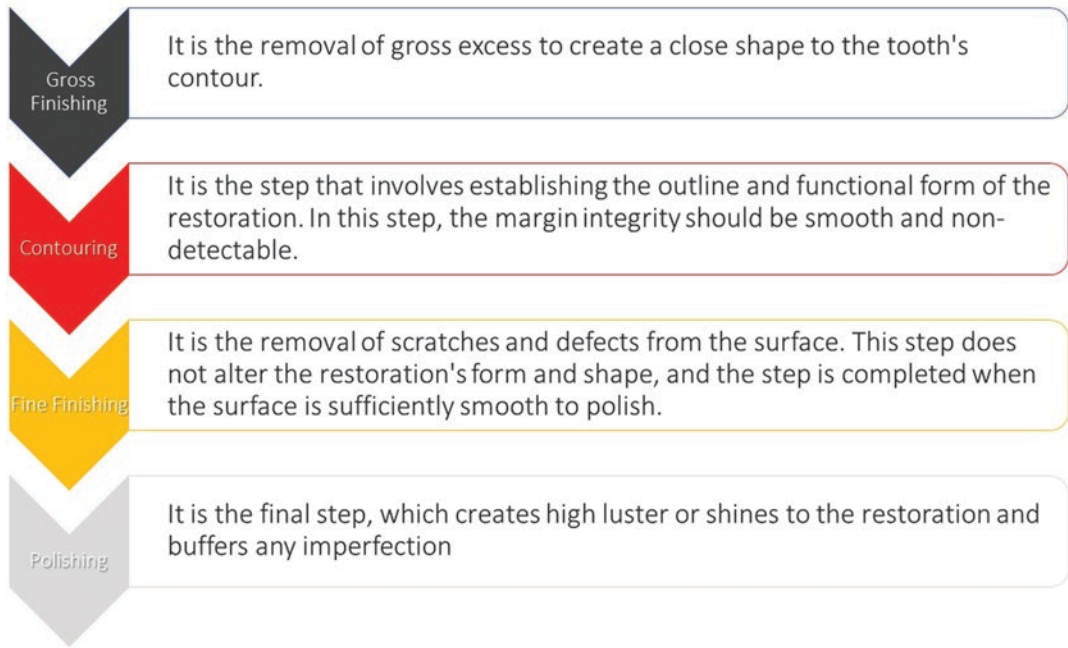 Gross
Finishing
It is the removal of gross excess to create a close shape to the tooth's
contour.
Contouring
It is the step that involves establishing the outline and functional form of the
restoration. In this step, the margin integrity should be smooth and non-
detectable.
Fine Finishing
It is the removal of scratches and defects from the surface. This step does
not alter the restoration's form and shape, and the step is completed when
the surface is sufficiently smooth to polish.
Polishing
It is the final step, which creates high luster or shines to the restoration and
buffers any imperfection